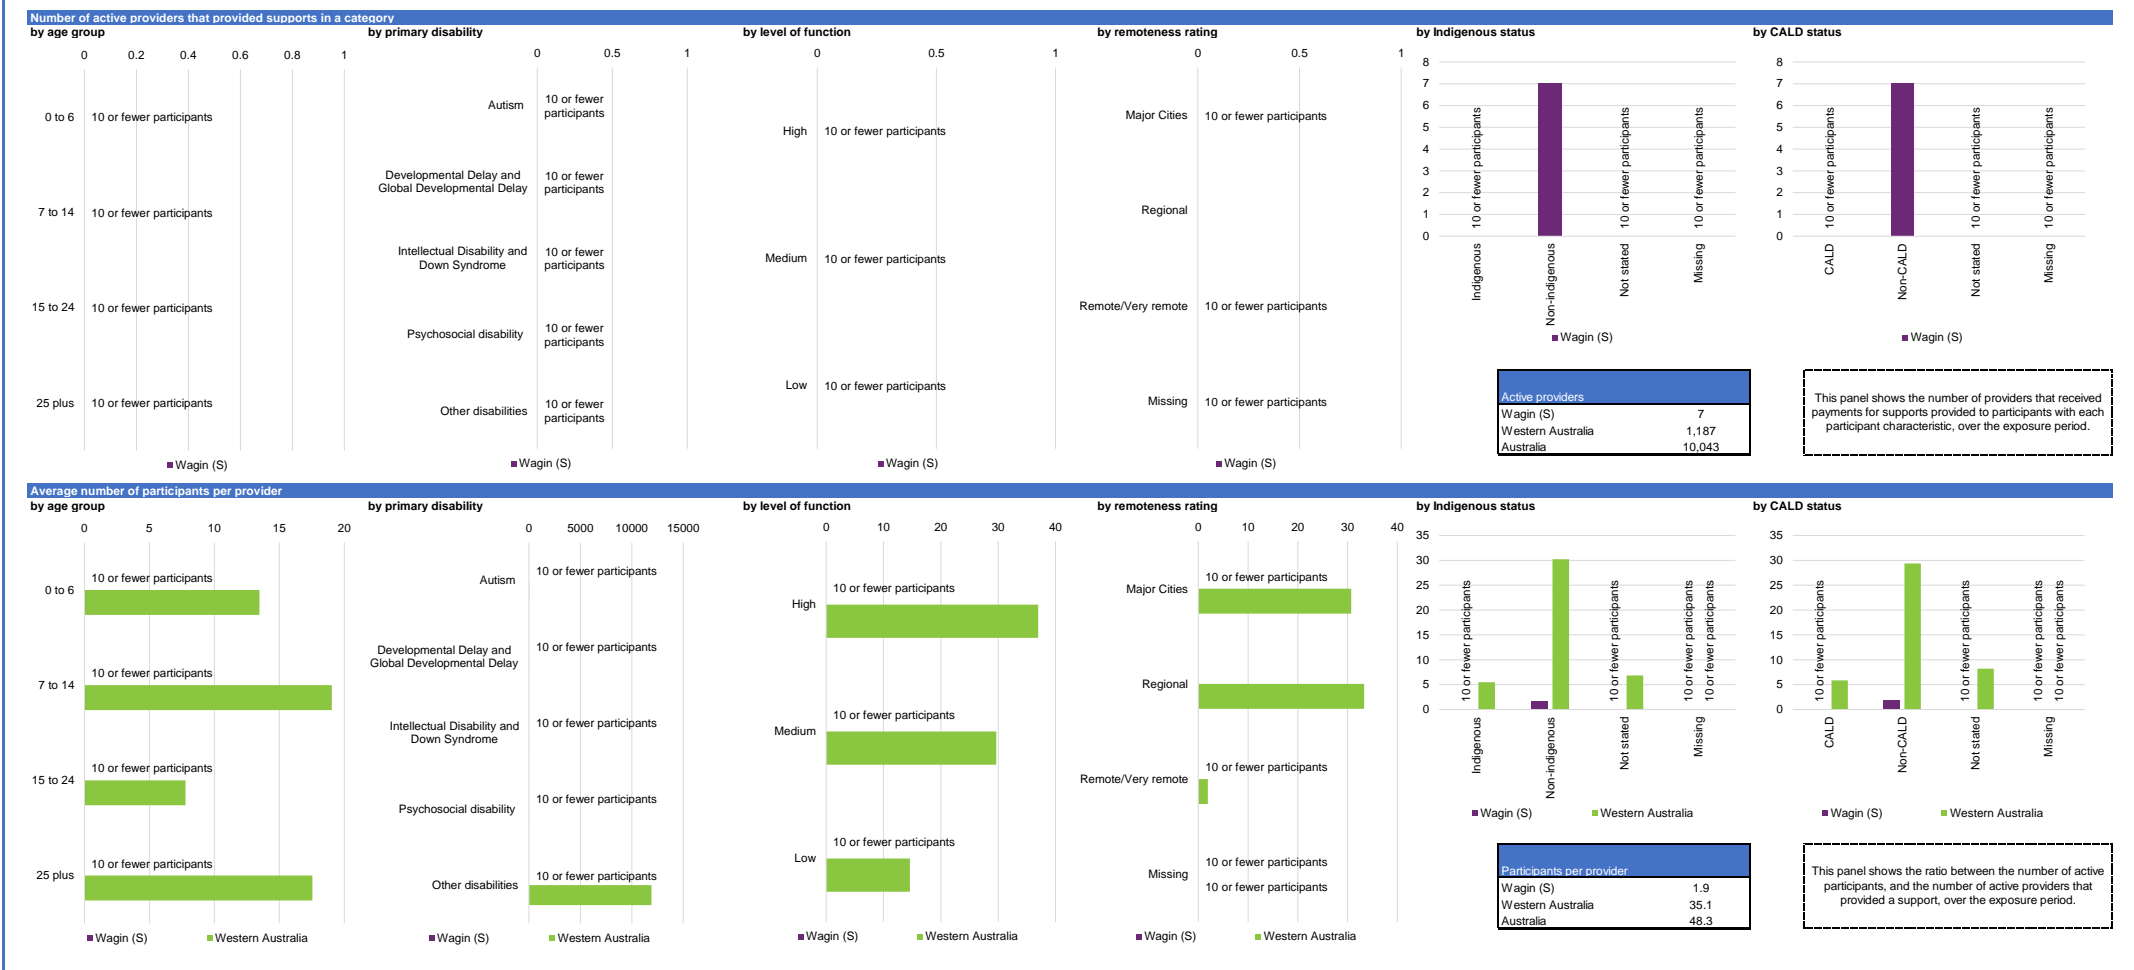 Number of active providers that provided supports in a category
by age group
0 0.2 0.4 0.6 0.8 1
0 to 6 10 or fewer participants
7 to 14 10 or fewer participants
15 to 24 10 or fewer participants
25 plus 10 or fewer participants
Wagin (S)
by primary disability
0 0.5 1
Autism 10 or fewer
participants
Developmental Delay and
Global Developmental Delay
10 or fewer
participants
Intellectual Disability and
Down Syndrome
10 or fewer
participants
Psychosocial disability
10 or fewer
participants
Other disabilities
10 or fewer
participants
Wagin (S)
by level of function
0 0.5 1
High 10 or fewer participants
Medium 10 or fewer participants
Low 10 or fewer participants
Wagin (S)
by remoteness rating
0 0.5 1
Major Cities 10 or fewer participants
Regional
Remote/Very remote 10 or fewer participants
Missing 10 or fewer participants
Wagin (S)
by Indigenous status
8
7
6
5
4
3
2
1
0
10 or fewer participants
10 or fewer participants
10 or fewer participants
Indigenous
Non-indigenous
Not stated
Missing
Wagin (S)
by CALD status
8
7
6
5
4
3
2
1
0
10 or fewer participants
10 or fewer participants
10 or fewer participants
CALD
Non-CALD
Not stated
Missing
Wagin (S)
Active providers
Wagin (S) 7
Western Australia 1,187
Australia 10,043
This panel shows the number of providers that received
payments for supports provided to participants with each
participant characteristic, over the exposure period.
Average number of participants per provider
by age group
0 5 10 15 20
10 or fewer participants
0 to 6
10 or fewer participants
7 to 14
10 or fewer participants
15 to 24
10 or fewer participants
25 plus
Wagin (S) Western Australia
by primary disability
0 5000 10000 15000
10 or fewer participants
Autism
10 or fewer participants
Developmental Delay and
Global Developmental Delay
10 or fewer participants
Intellectual Disability and
Down Syndrome
10 or fewer participants
Psychosocial disability
10 or fewer participants
Other disabilities
Wagin (S) Western Australia
by level of function
0 10 20 30 40
10 or fewer participants
High
10 or fewer participants
Medium
10 or fewer participants
Low
Wagin (S) Western Australia
by remoteness rating
0 10 20 30 40
10 or fewer participants
Major Cities
Regional
10 or fewer participants
Remote/Very remote
10 or fewer participants
Missing
10 or fewer participants
Wagin (S) Western Australia
by Indigenous status
35
30
25
20
15
10
5
0
10 or fewer participants
10 or fewer participants
10 or fewer participants
10 or fewer participants
Indigenous
Non-indigenous
Not stated
Missing
Wagin (S) Western Australia
by CALD status
35
30
25
20
15
10
5
0
10 or fewer participants
10 or fewer participants
10 or fewer participants
10 or fewer participants
CALD
Non-CALD
Not stated
Missing
Wagin (S) Western Australia
Participants per provider
Wagin (S) 1.9
Western Australia 35.1
Australia 48.3
This panel shows the ratio between the number of active
participants, and the number of active providers that
provided a support, over the exposure period.